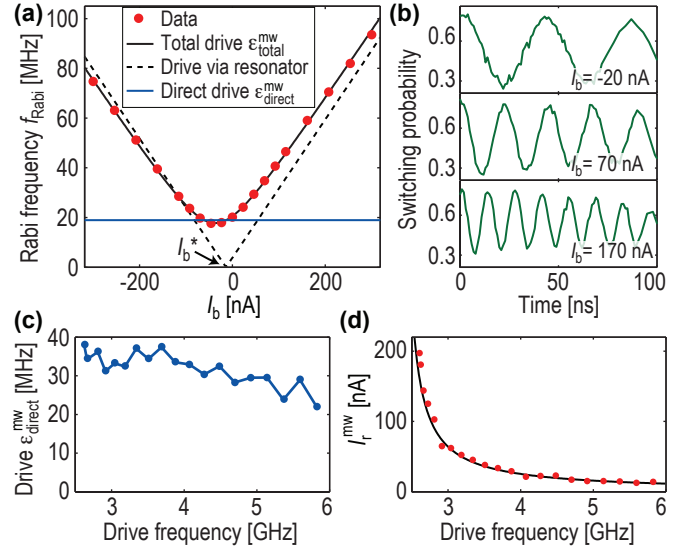 (a)
Data
Total drive ε_total^mw
Drive via resonator
Direct drive ε_direct^mw
Rabi frequency f_Rabi [MHz]
100
80
60
40
20
0
I_b*
-200
0
200
I_b [nA]
(b)
Switching probability
0.6
0.3
I_b= -20 nA
0.6
0.3
I_b= 70 nA
0.6
0.3
I_b= 170 nA
0
50
100
Time [ns]
(c)
Drive ε_direct^mw [MHz]
40
30
20
10
0
3
4
5
6
Drive frequency [GHz]
(d)
I_r^mw [nA]
200
100
0
3
4
5
6
Drive frequency [GHz]